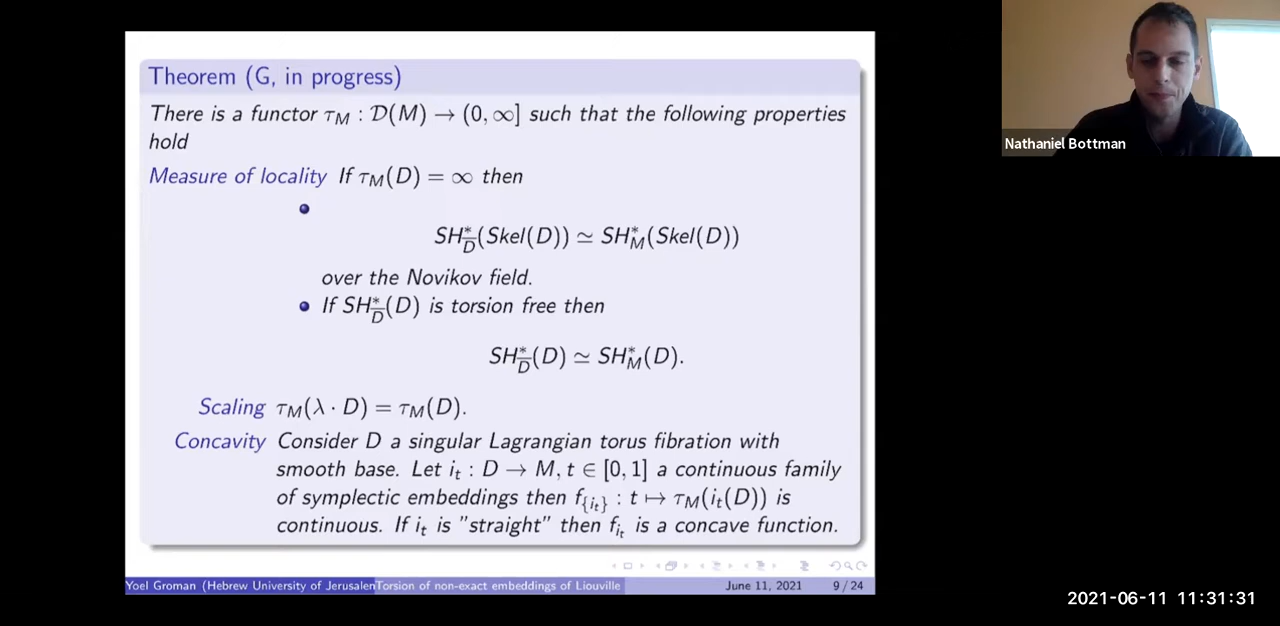 Theorem (G, in progress)
There is a functor τ_M : 𝒟(M) → (0, ∞] such that the following properties
hold
Measure of locality If τ_M(D) = ∞ then
SH*_D̅(Skel(D)) ≃ SH*_M(Skel(D))
over the Novikov field.
If SH*_D̅(D) is torsion free then
SH*_D̅(D) ≃ SH*_M(D).
Scaling τ_M(λ · D) = τ_M(D).
Concavity Consider D a singular Lagrangian torus fibration with
smooth base. Let i_t : D → M, t ∈ [0, 1] a continuous family
of symplectic embeddings then f_{i_t} : t ↦ τ_M(i_t(D)) is
continuous. If i_t is "straight" then f_{i_t} is a concave function.
Yoel Groman (Hebrew University of Jerusalem Torsion of non-exact embeddings of Liouville June 11, 2021 9 / 24
Nathaniel Bottman
2021-06-11 11:31:31